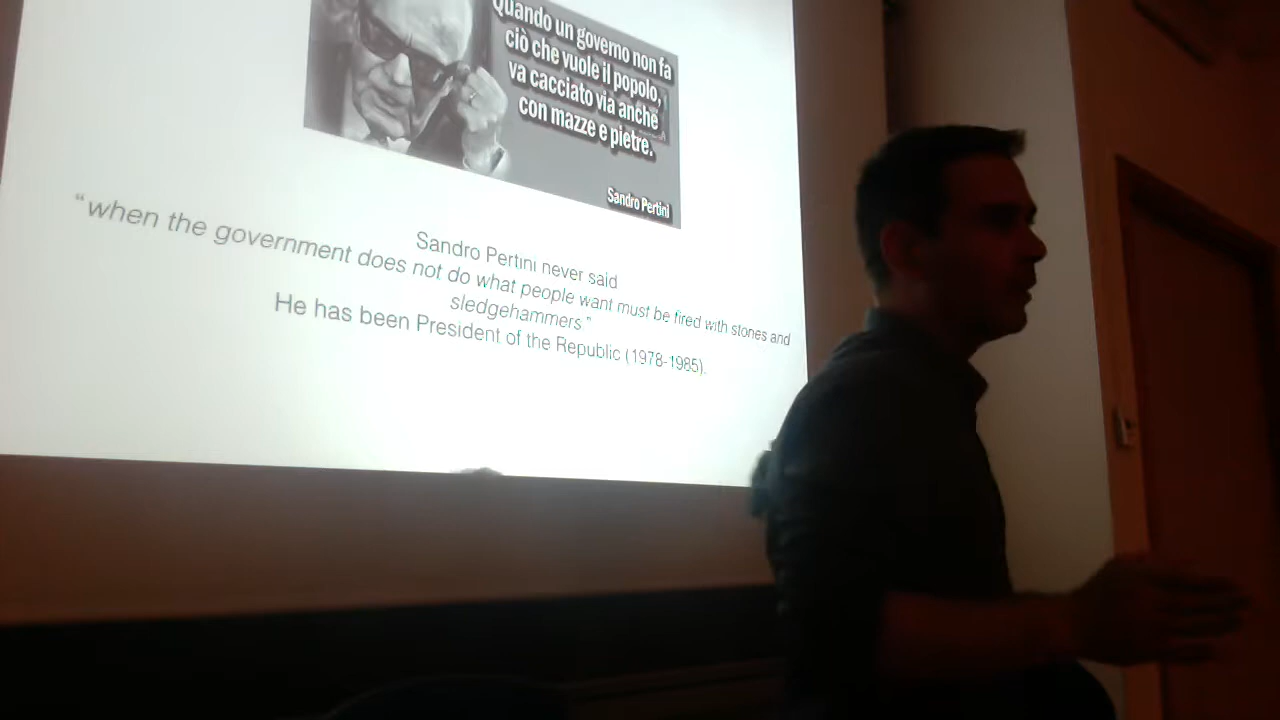 Quando un governo non fa
ciò che vuole il popolo,
va cacciato via anche
con mazze e pietre.
Sandro Pertini
Sandro Pertini never said
“when the government does not do what people want must be fired with stones and
sledgehammers”
He has been President of the Republic (1978-1985).